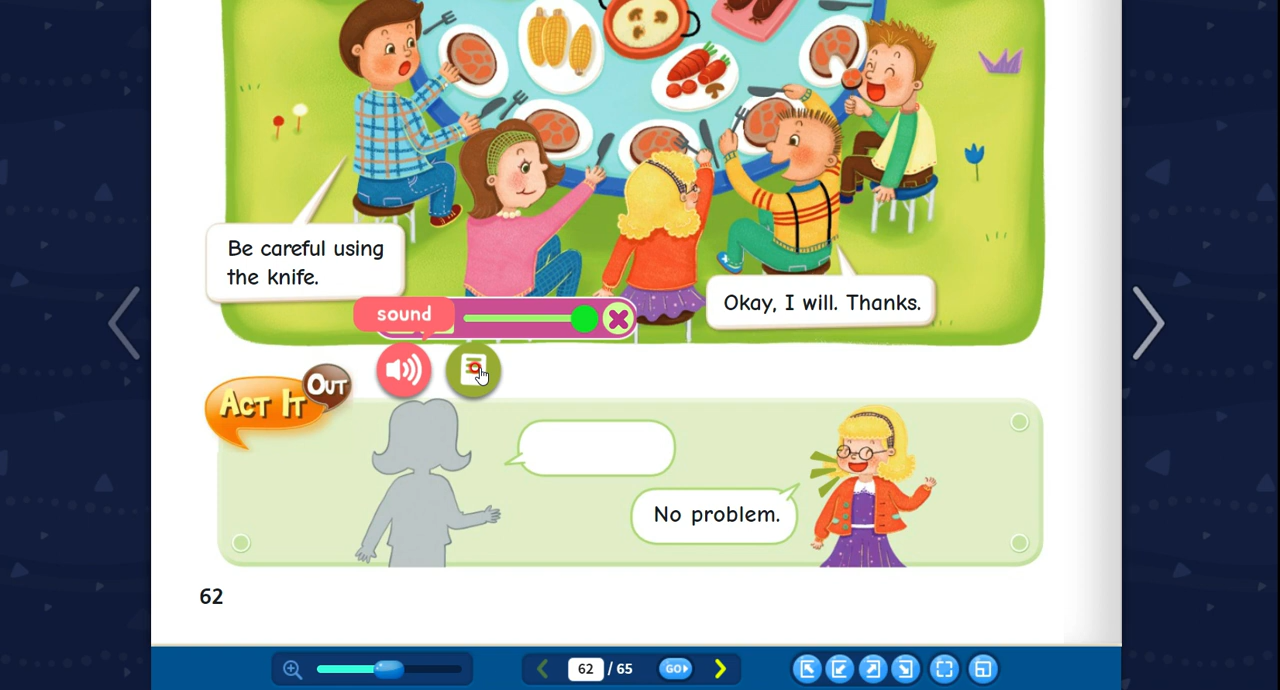 Be careful using
the knife.
Okay, I will. Thanks.
sound
ACT IT OUT
No problem.
62
62 / 65 GO